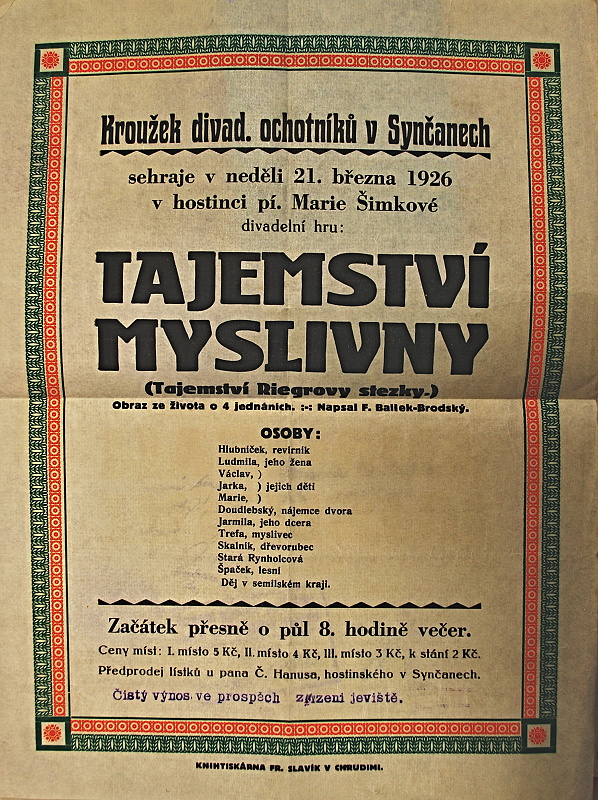 Kroužek divad. ochotníků v Synčanech
sehraje v neděli 21. března 1926
v hostinci pí. Marie Šimkové
divadelní hru:
TAJEMSTVÍ
MYSLIVNY
(Tajemství Riegrovy stezky.)
Obraz ze života o 4 jednáních. :-: Napsal F. Ballek-Brodský.
OSOBY:
Hlubníček, revírník
Ludmila, jeho žena
Václav, )
Jarka, ) jejich děti
Marie, )
Doudlebský, nájemce dvora
Jarmila, jeho dcera
Trefa, myslivec
Skalník, dřevorubec
Stará Rynholcová
Špaček, lesní
Děj v semilském kraji.
Začátek přesně o půl 8. hodině večer.
Ceny míst: I. místo 5 Kč, II. místo 4 Kč, III. místo 3 Kč, k stání 2 Kč.
Předprodej lístků u pana Č. Hanusa, hostinského v Synčanech.
Čistý výnos ve prospěch zřízení jeviště.
KNIHTISKÁRNA FR. SLAVÍK V CHRUDIMI.